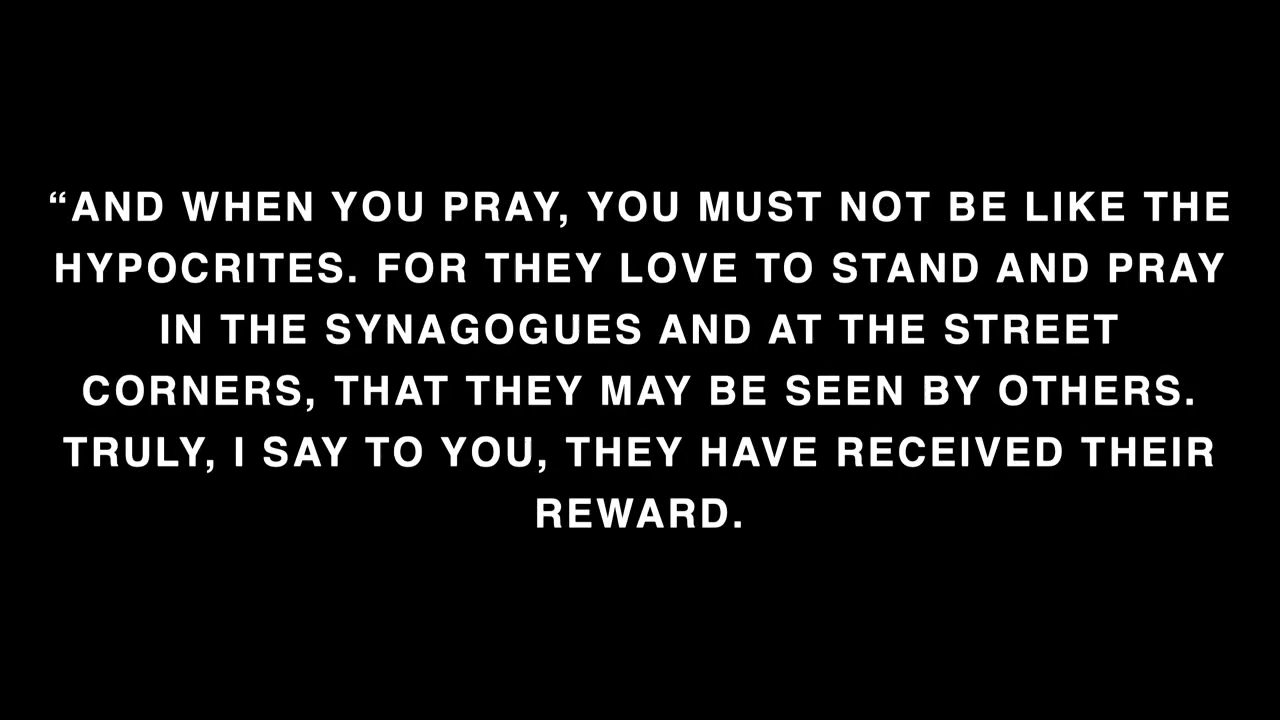 “AND WHEN YOU PRAY, YOU MUST NOT BE LIKE THE
HYPOCRITES. FOR THEY LOVE TO STAND AND PRAY
IN THE SYNAGOGUES AND AT THE STREET
CORNERS, THAT THEY MAY BE SEEN BY OTHERS.
TRULY, I SAY TO YOU, THEY HAVE RECEIVED THEIR
REWARD.